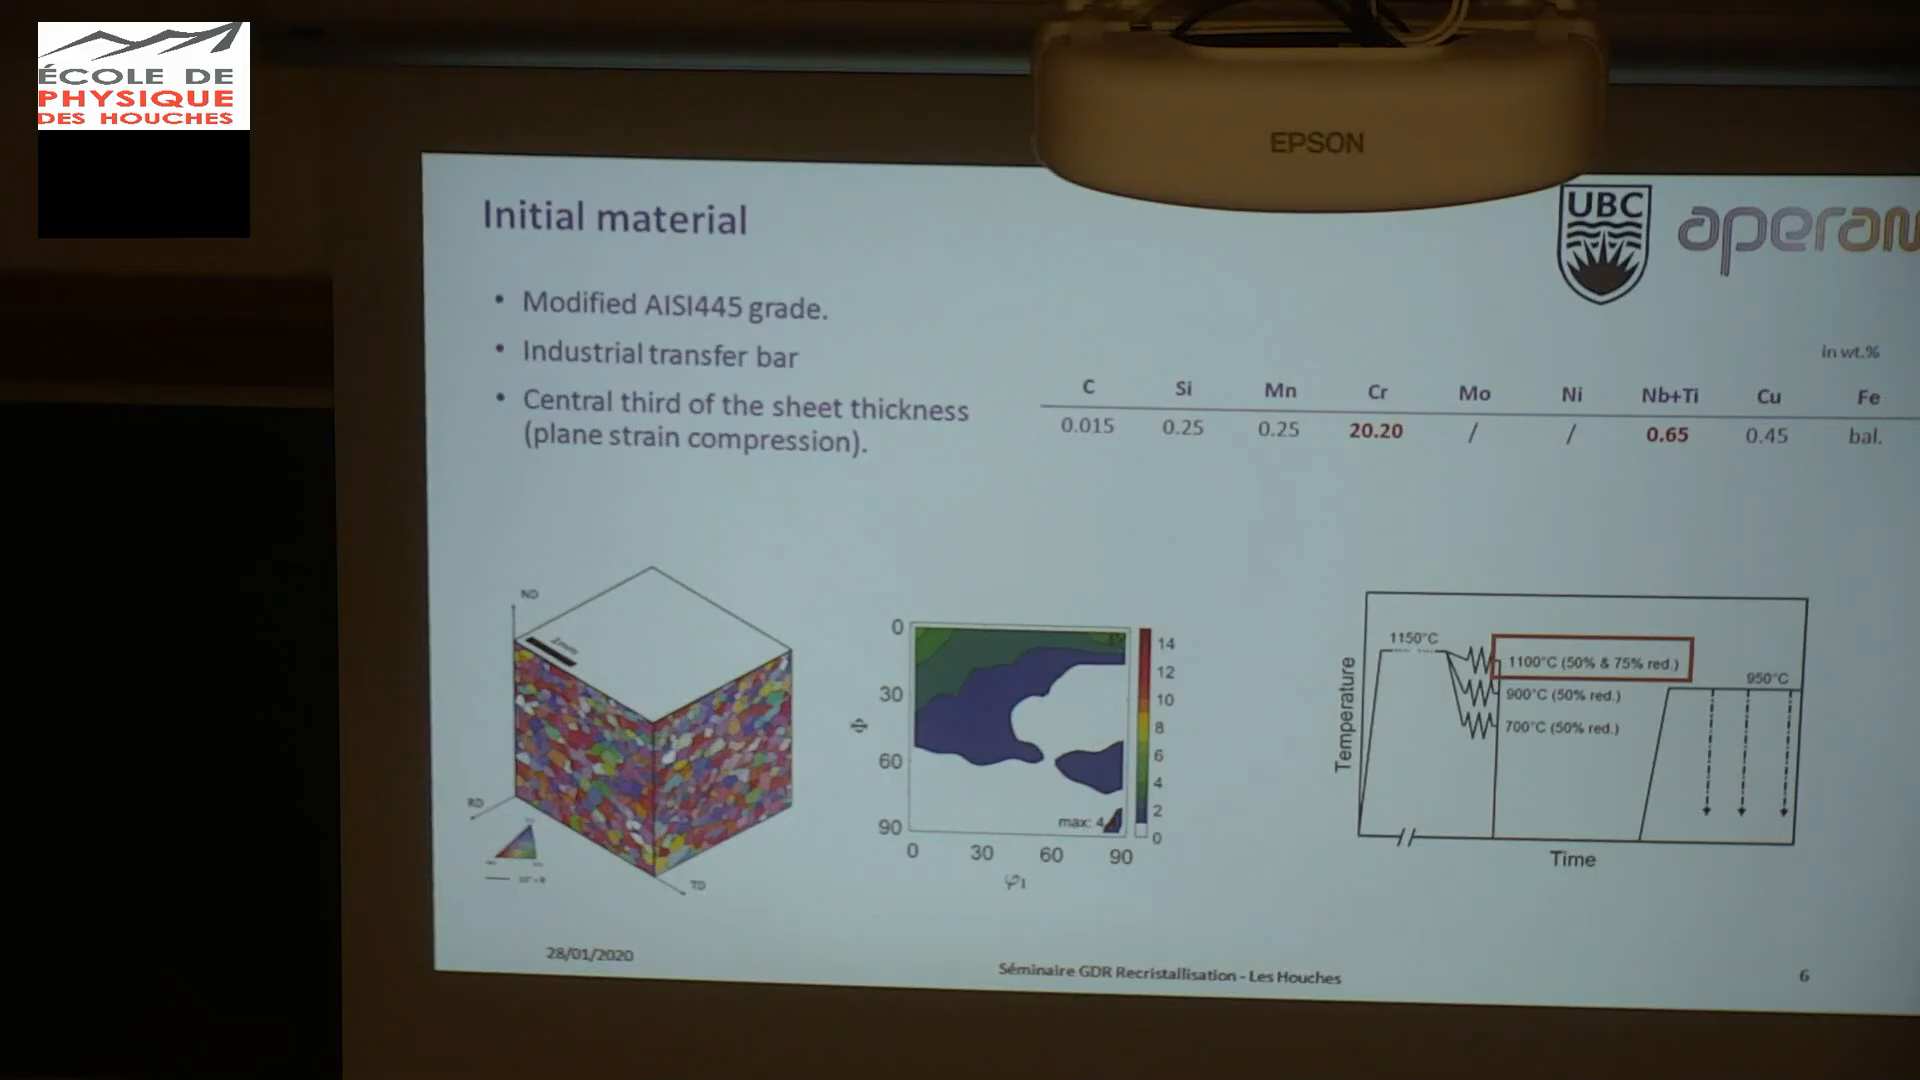 ÉCOLE DE
PHYSIQUE
DES HOUCHES
EPSON
Initial material
UBC
aperam
• Modified AISI445 grade.
• Industrial transfer bar
• Central third of the sheet thickness
(plane strain compression).
in wt.%
C Si Mn Cr Mo Ni Nb+Ti Cu Fe
0.015 0.25 0.25 20.20 / / 0.65 0.45 bal.
ND
RD
TD
0
30
60
90
Φ
max: 4
0 30 60 90
φ1
14
12
10
8
6
4
2
0
Temperature
1150°C
1100°C (50% & 75% red.)
900°C (50% red.)
700°C (50% red.)
950°C
Time
28/01/2020
Séminaire GDR Recristallisation - Les Houches
6